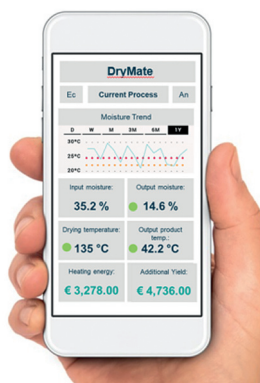 DryMate
Ec Current Process An
Moisture Trend
D W M 3M 6M 1Y
30°C
25°C
20°C
Input moisture: Output moisture:
35.2 % 14.6 %
Drying temperature: Output product
temp.:
135 °C 42.2 °C
Heating energy: Additional Yield:
€ 3,278.00 € 4,736.00